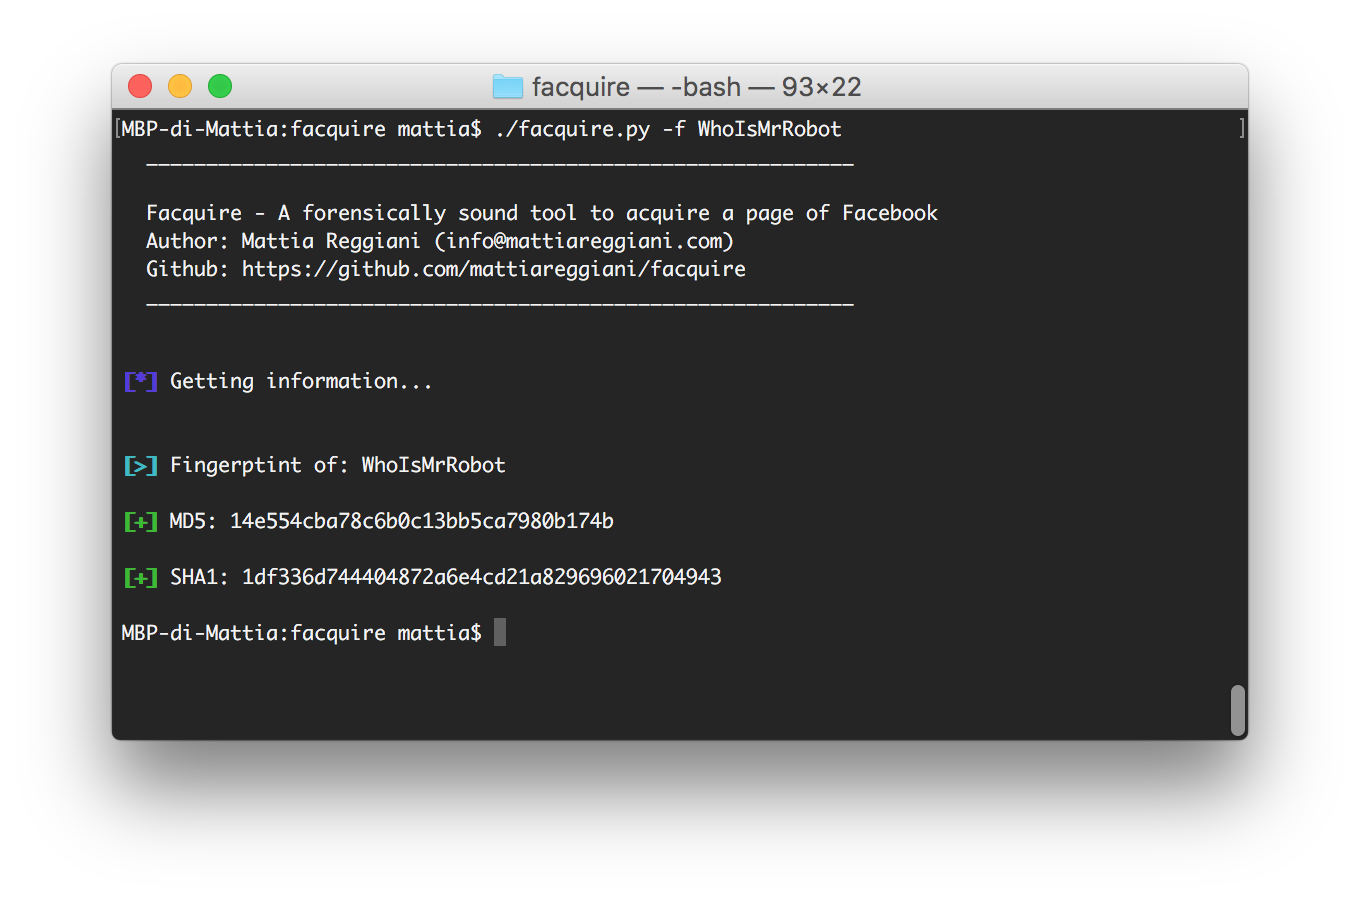 facquire — -bash — 93×22
[MBP-di-Mattia:facquire mattia$ ./facquire.py -f WhoIsMrRobot ]
___________________________________________________________
Facquire - A forensically sound tool to acquire a page of Facebook
Author: Mattia Reggiani (info@mattiareggiani.com)
Github: https://github.com/mattiareggiani/facquire
___________________________________________________________
[*] Getting information...
[>] Fingerptint of: WhoIsMrRobot
[+] MD5: 14e554cba78c6b0c13bb5ca7980b174b
[+] SHA1: 1df336d744404872a6e4cd21a829696021704943
MBP-di-Mattia:facquire mattia$